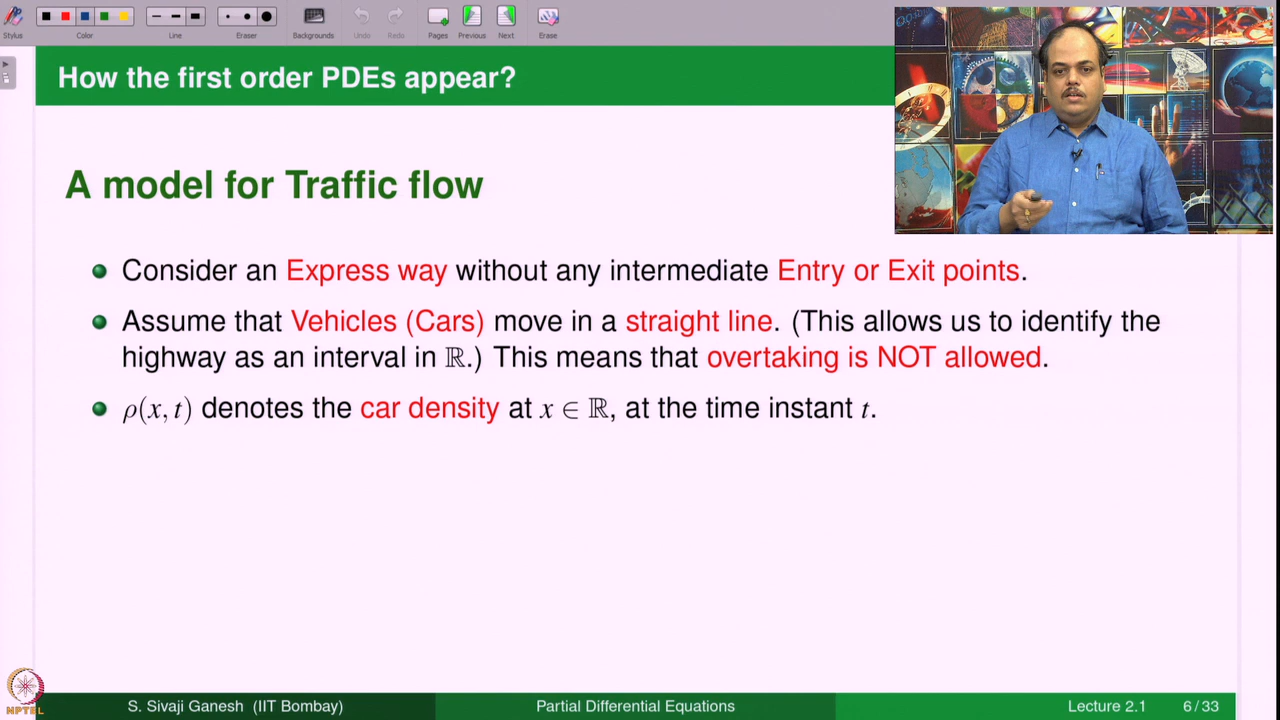 Stylus
Color
Line
Eraser
Backgrounds
Undo
Redo
Pages
Previous
Next
Erase
How the first order PDEs appear?
A model for Traffic flow
Consider an Express way without any intermediate Entry or Exit points.
Assume that Vehicles (Cars) move in a straight line. (This allows us to identify the
highway as an interval in ℝ.) This means that overtaking is NOT allowed.
ρ(x, t) denotes the car density at x ∈ ℝ, at the time instant t.
NPTEL
S. Sivaji Ganesh (IIT Bombay)
Partial Differential Equations
Lecture 2.1
6 / 33